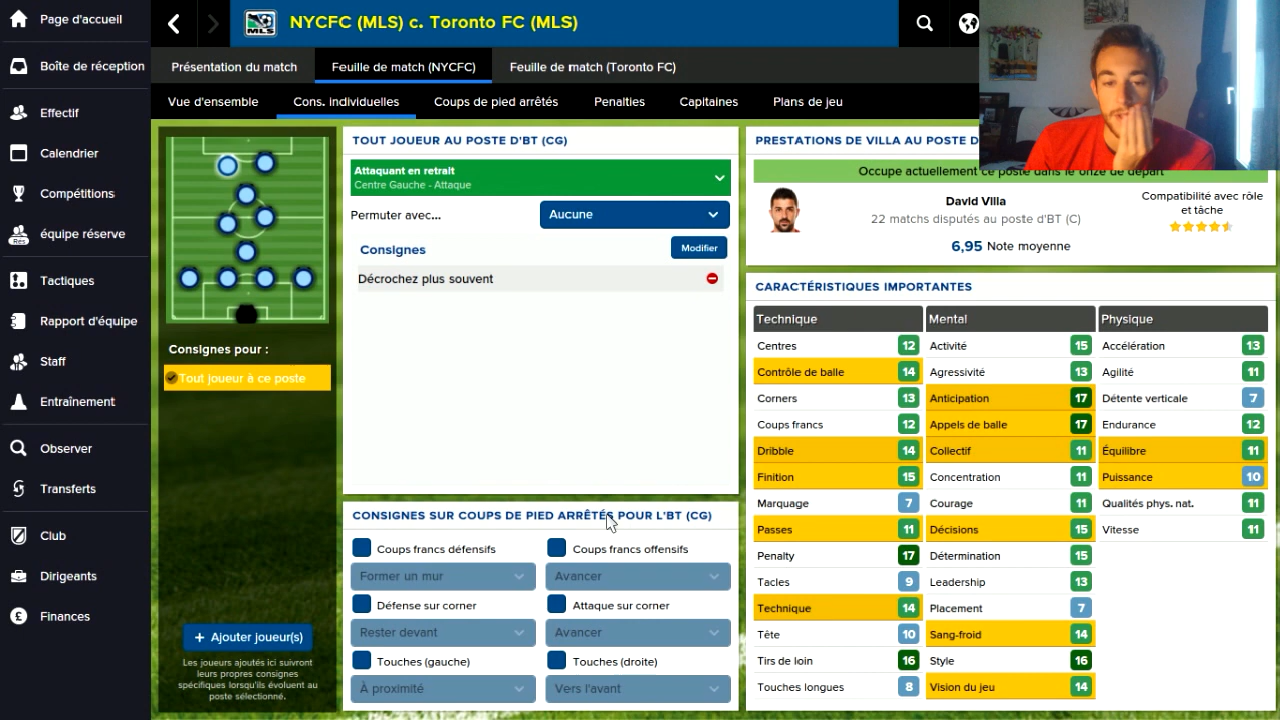 Page d'accueil
Boîte de réception
Effectif
Calendrier
Compétitions
équipe réserve
Tactiques
Rapport d'équipe
Staff
Entraînement
Observer
Transferts
Club
Dirigeants
Finances
MLS
NYCFC (MLS) c. Toronto FC (MLS)
Présentation du match
Feuille de match (NYCFC)
Feuille de match (Toronto FC)
Vue d'ensemble
Cons. individuelles
Coups de pied arrêtés
Penalties
Capitaines
Plans de jeu
Consignes pour :
Tout joueur à ce poste
+ Ajouter joueur(s)
Les joueurs ajoutés ici suivront
leurs propres consignes
spécifiques lorsqu'ils évoluent au
poste sélectionné.
TOUT JOUEUR AU POSTE D'BT (CG)
Attaquant en retrait
Centre Gauche - Attaque
Permuter avec... Aucune
Consignes Modifier
Décrochez plus souvent
CONSIGNES SUR COUPS DE PIED ARRÊTÉS POUR L'BT (CG)
Coups francs défensifs Coups francs offensifs
Former un mur Avancer
Défense sur corner Attaque sur corner
Rester devant Avancer
Touches (gauche) Touches (droite)
À proximité Vers l'avant
PRESTATIONS DE VILLA AU POSTE D
Occupe actuellement ce poste dans le onze de départ
David Villa
22 matchs disputés au poste d'BT (C)
6,95 Note moyenne
Compatibilité avec rôle
et tâche
CARACTÉRISTIQUES IMPORTANTES
Technique Mental Physique
Centres 12 Activité 15 Accélération 13
Contrôle de balle 14 Agressivité 13 Agilité 11
Corners 13 Anticipation 17 Détente verticale 7
Coups francs 12 Appels de balle 17 Endurance 12
Dribble 14 Collectif 11 Équilibre 11
Finition 15 Concentration 11 Puissance 10
Marquage 7 Courage 11 Qualités phys. nat. 11
Passes 11 Décisions 15 Vitesse 11
Penalty 17 Détermination 15
Tacles 9 Leadership 13
Technique 14 Placement 7
Tête 10 Sang-froid 14
Tirs de loin 16 Style 16
Touches longues 8 Vision du jeu 14